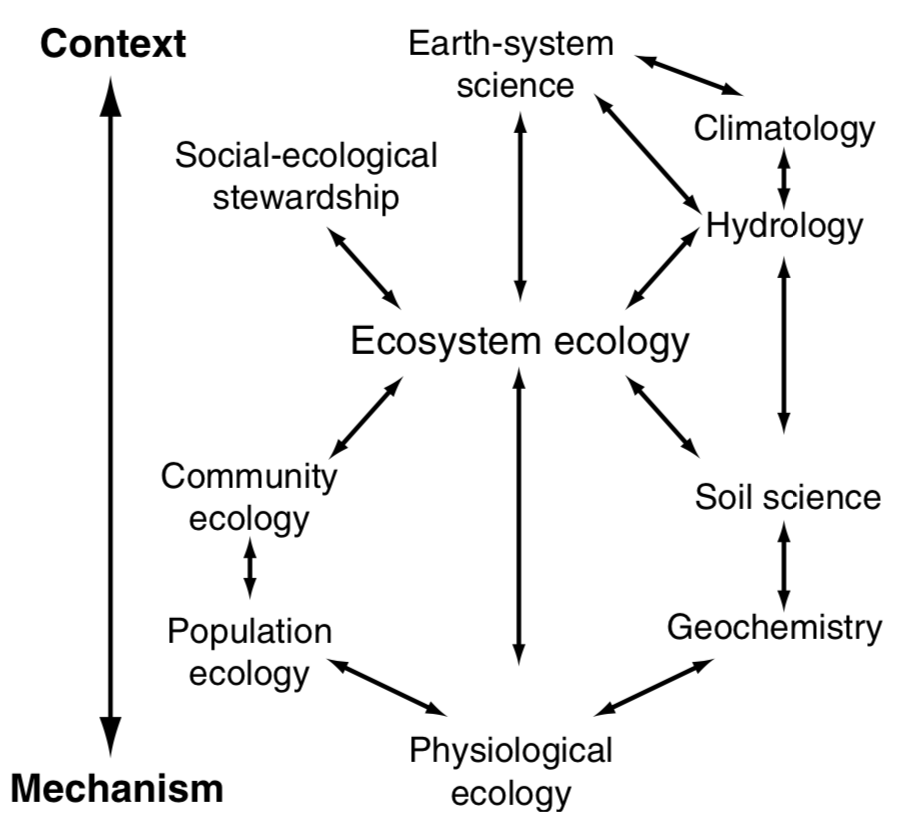 Context
Earth-system
science
Climatology
Social-ecological
stewardship
Hydrology
Ecosystem ecology
Community
ecology
Soil science
Population
ecology
Geochemistry
Physiological
ecology
Mechanism